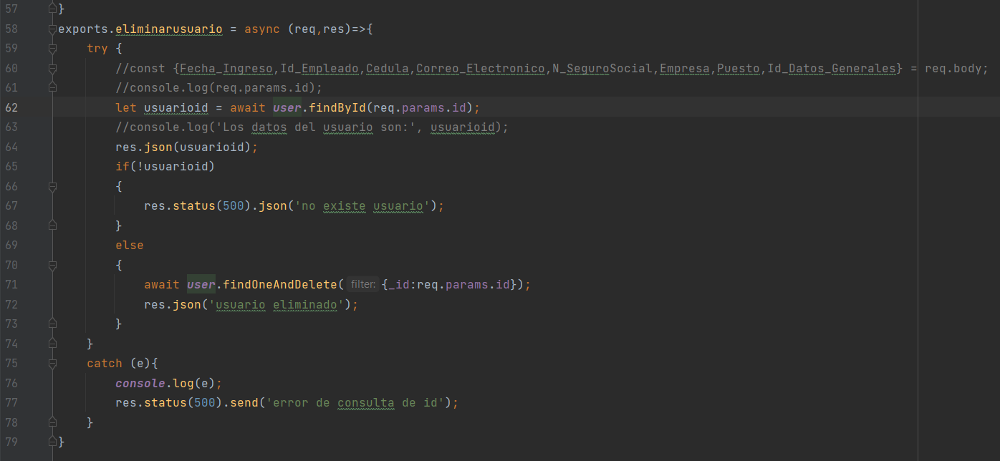 57 }
58 exports.eliminarusuario = async (req,res)=>{
59     try {
60         //const {Fecha_Ingreso,Id_Empleado,Cedula,Correo_Electronico,N_SeguroSocial,Empresa,Puesto,Id_Datos_Generales} = req.body;
61         //console.log(req.params.id);
62         let usuarioid = await user.findById(req.params.id);
63         //console.log('Los datos del usuario son:', usuarioid);
64         res.json(usuarioid);
65         if(!usuarioid)
66         {
67             res.status(500).json('no existe usuario');
68         }
69         else
70         {
71             await user.findOneAndDelete( filter: {_id:req.params.id});
72             res.json('usuario eliminado');
73         }
74     }
75     catch (e){
76         console.log(e);
77         res.status(500).send('error de consulta de id');
78     }
79 }